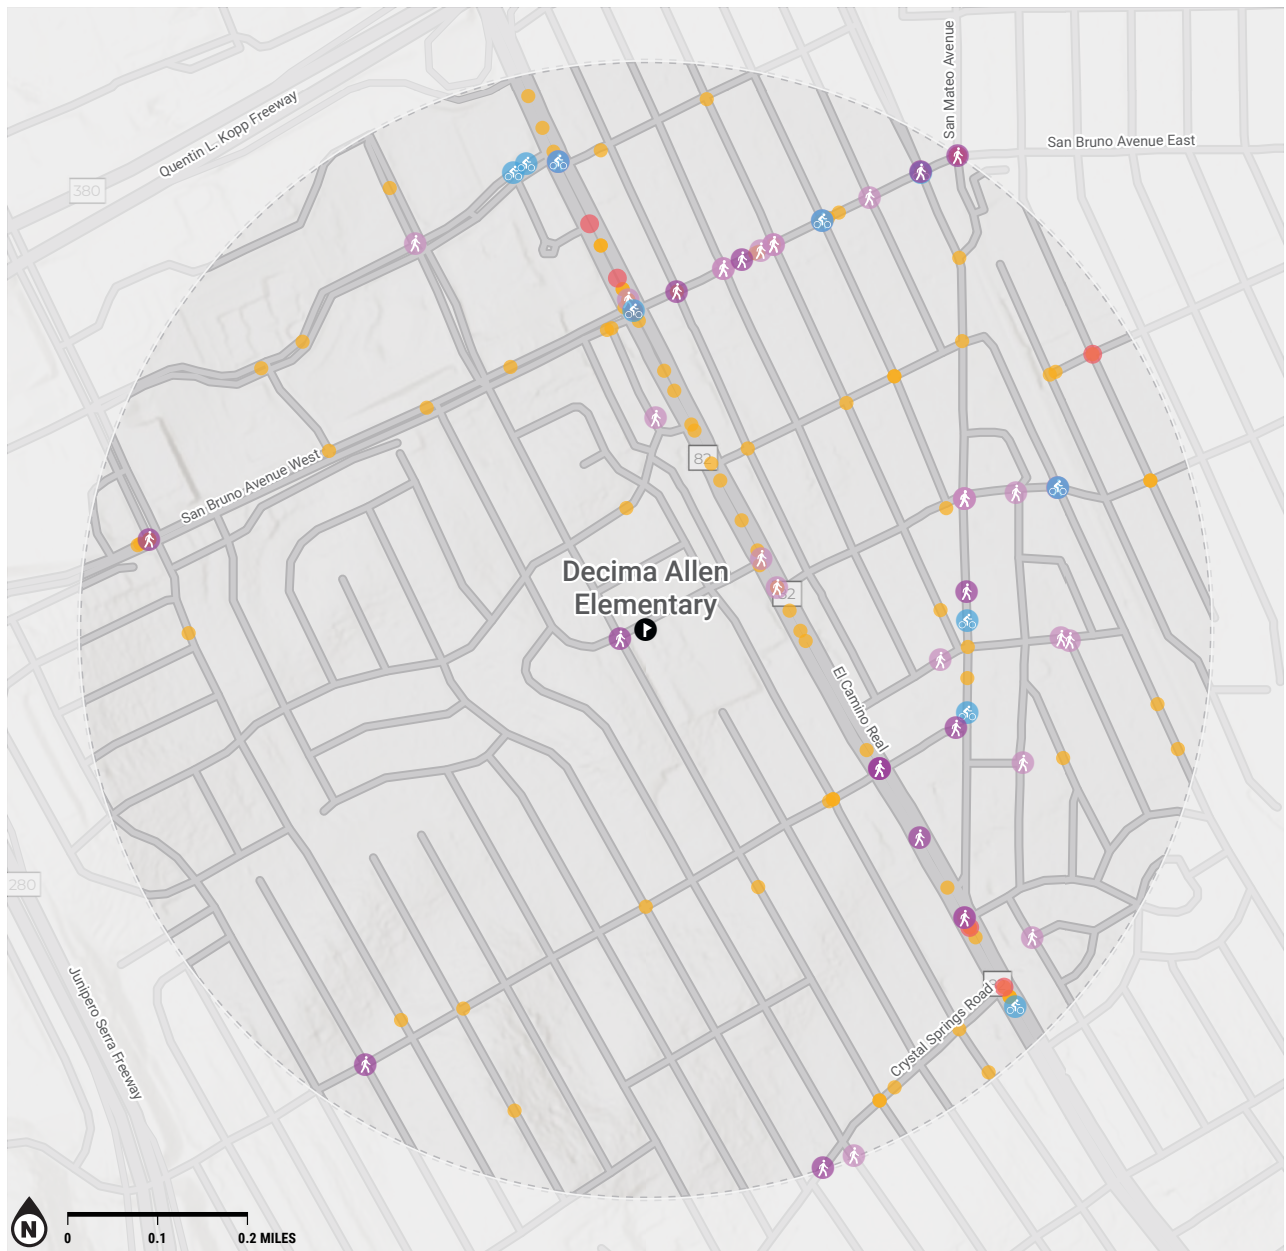 San Mateo Avenue
Quentin L. Kopp Freeway
San Bruno Avenue East
380
82
San Bruno Avenue West
Decima Allen
Elementary
El Camino Real
280
Junipero Serra Freeway
Crystal Springs Road
N
0
0.1
0.2 MILES